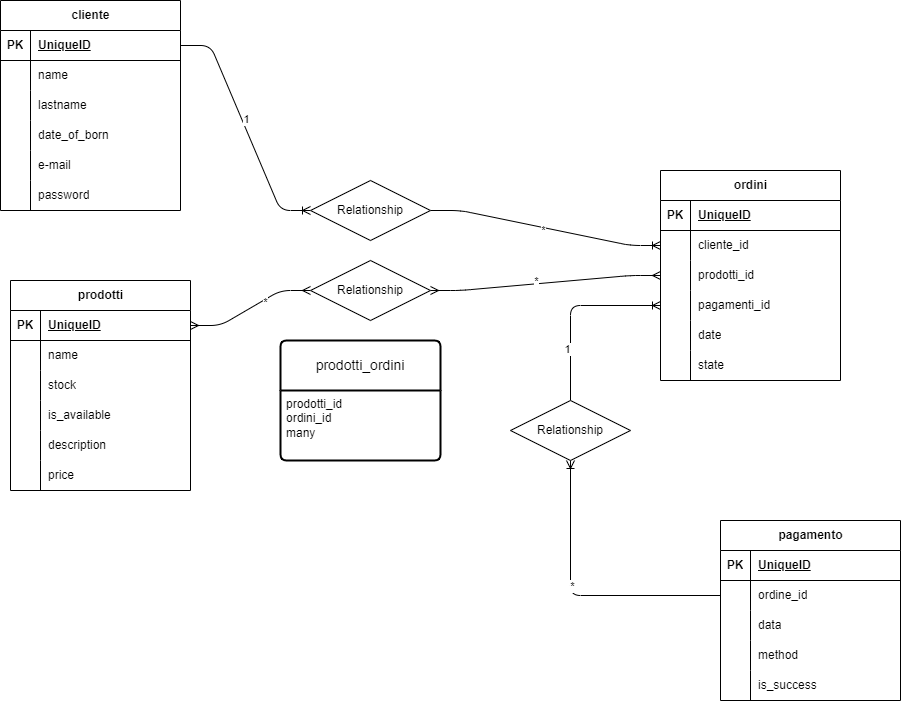 cliente
PK UniqueID
name
lastname
date_of_born
e-mail
password
1
Relationship
*
ordini
PK UniqueID
cliente_id
prodotti_id
pagamenti_id
date
state
prodotti
PK UniqueID
name
stock
is_available
description
price
*
Relationship
*
prodotti_ordini
prodotti_id
ordini_id
many
1
Relationship
*
pagamento
PK UniqueID
ordine_id
data
method
is_success